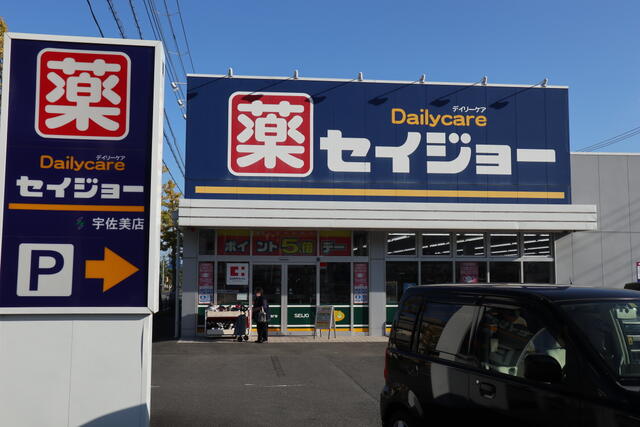 薬
デイリーケア
Dailycare
セイジョー
宇佐美店
P
薬
デイリーケア
Dailycare
セイジョー
ポイント5倍デー
SEIJO